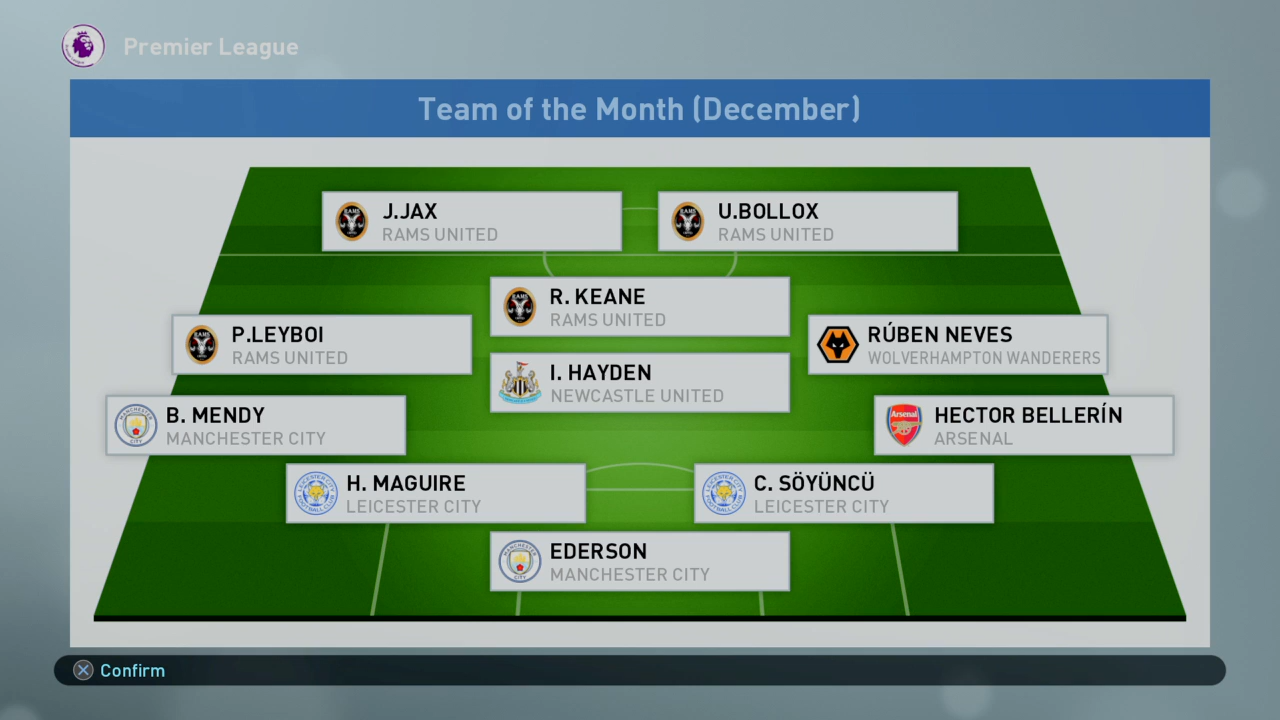 Premier League
Team of the Month (December)
J.JAX
RAMS UNITED
U.BOLLOX
RAMS UNITED
R. KEANE
RAMS UNITED
P.LEYBOI
RAMS UNITED
RÚBEN NEVES
WOLVERHAMPTON WANDERERS
I. HAYDEN
NEWCASTLE UNITED
B. MENDY
MANCHESTER CITY
HECTOR BELLERÍN
ARSENAL
H. MAGUIRE
LEICESTER CITY
C. SÖYÜNCÜ
LEICESTER CITY
EDERSON
MANCHESTER CITY
Confirm